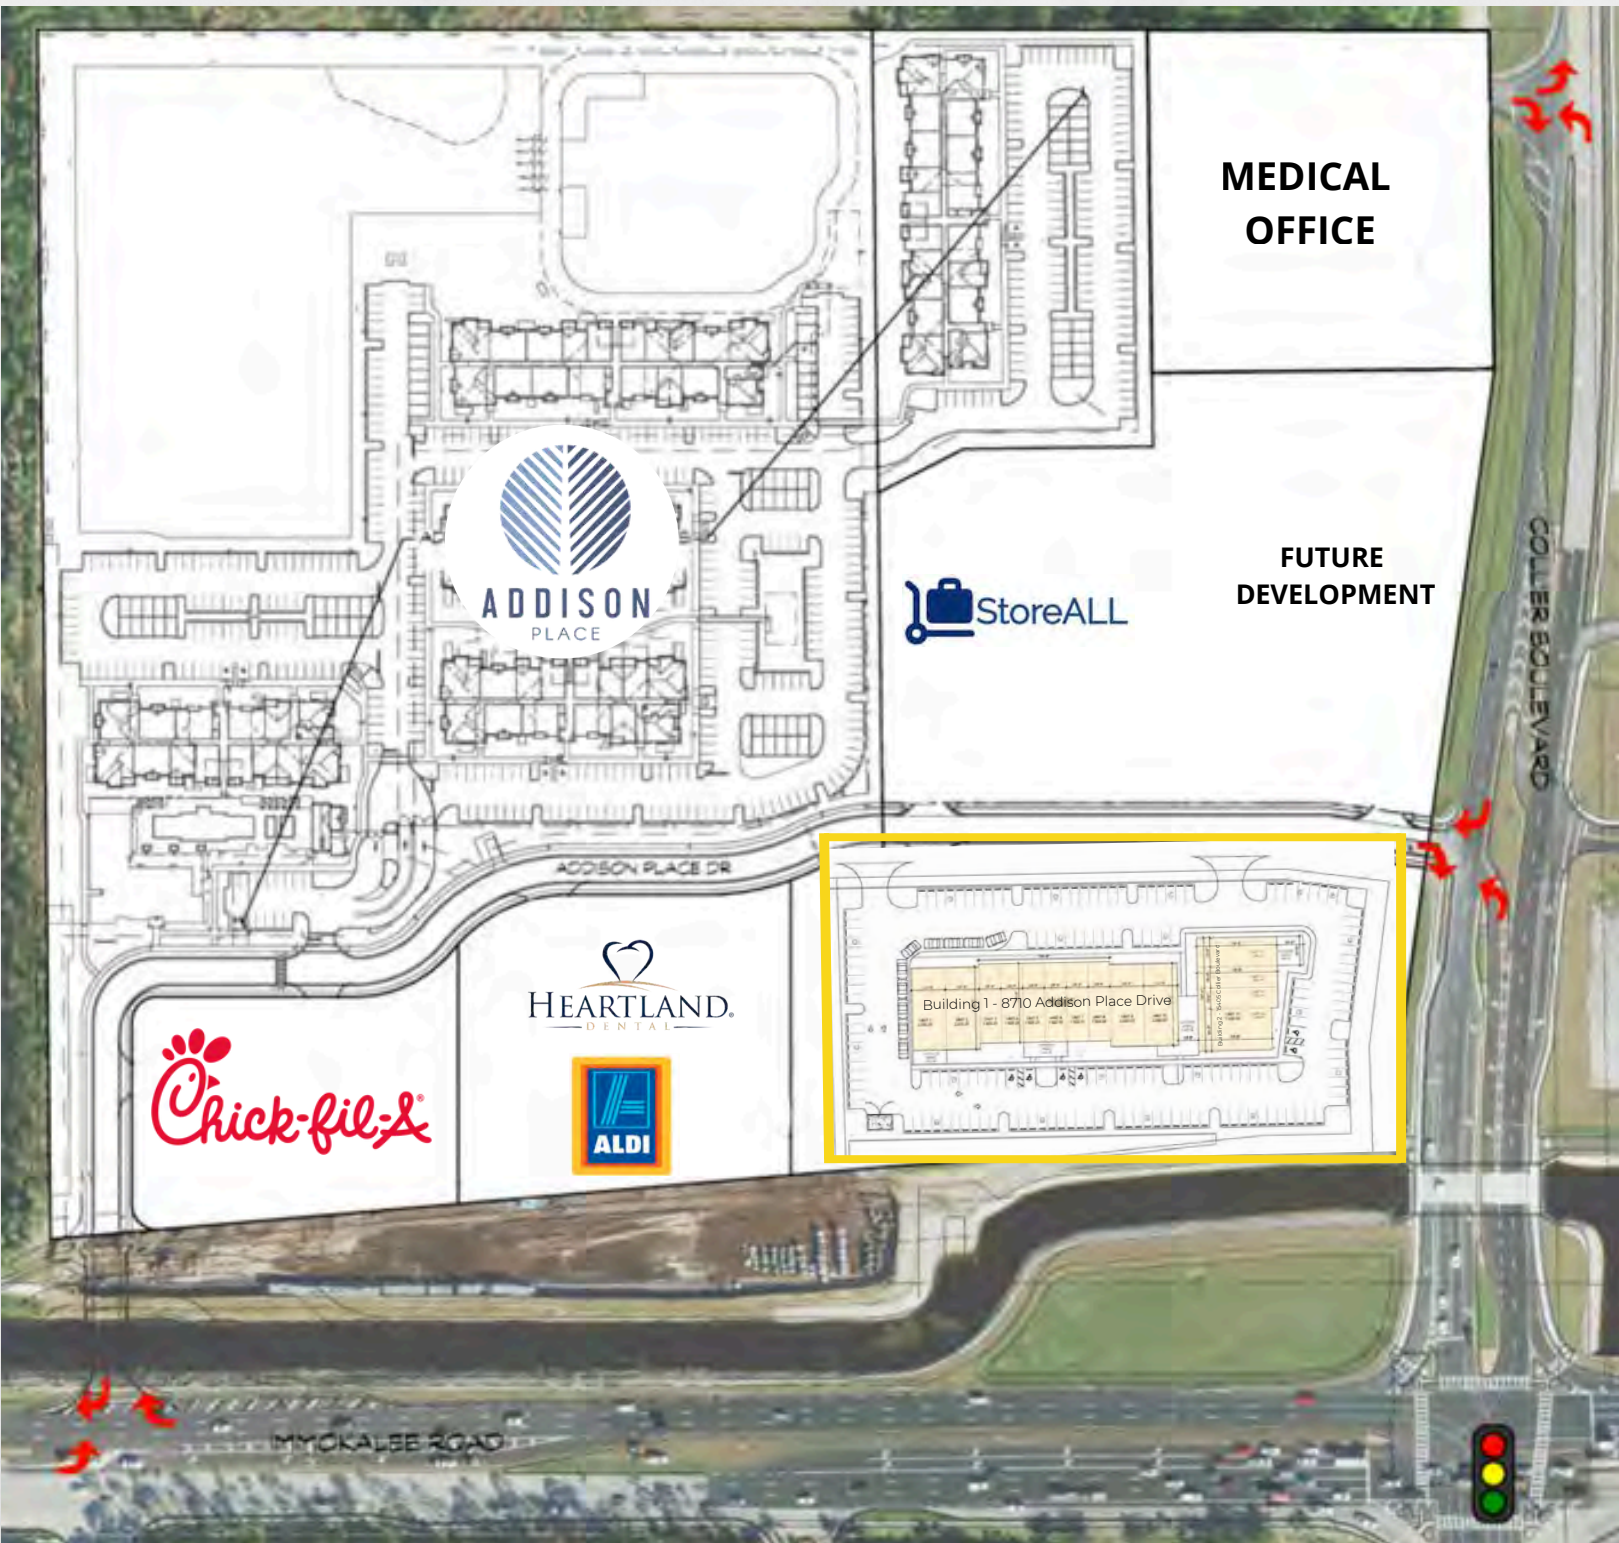 MEDICAL
OFFICE
COLLIER BOULEVARD
FUTURE
DEVELOPMENT
ADDISON
PLACE
StoreALL
ADDISON PLACE DR
HEARTLAND®
DENTAL
Building 1 - 8710 Addison Place Drive
Chick-fil-A®
ALDI
IMMOKALEE ROAD